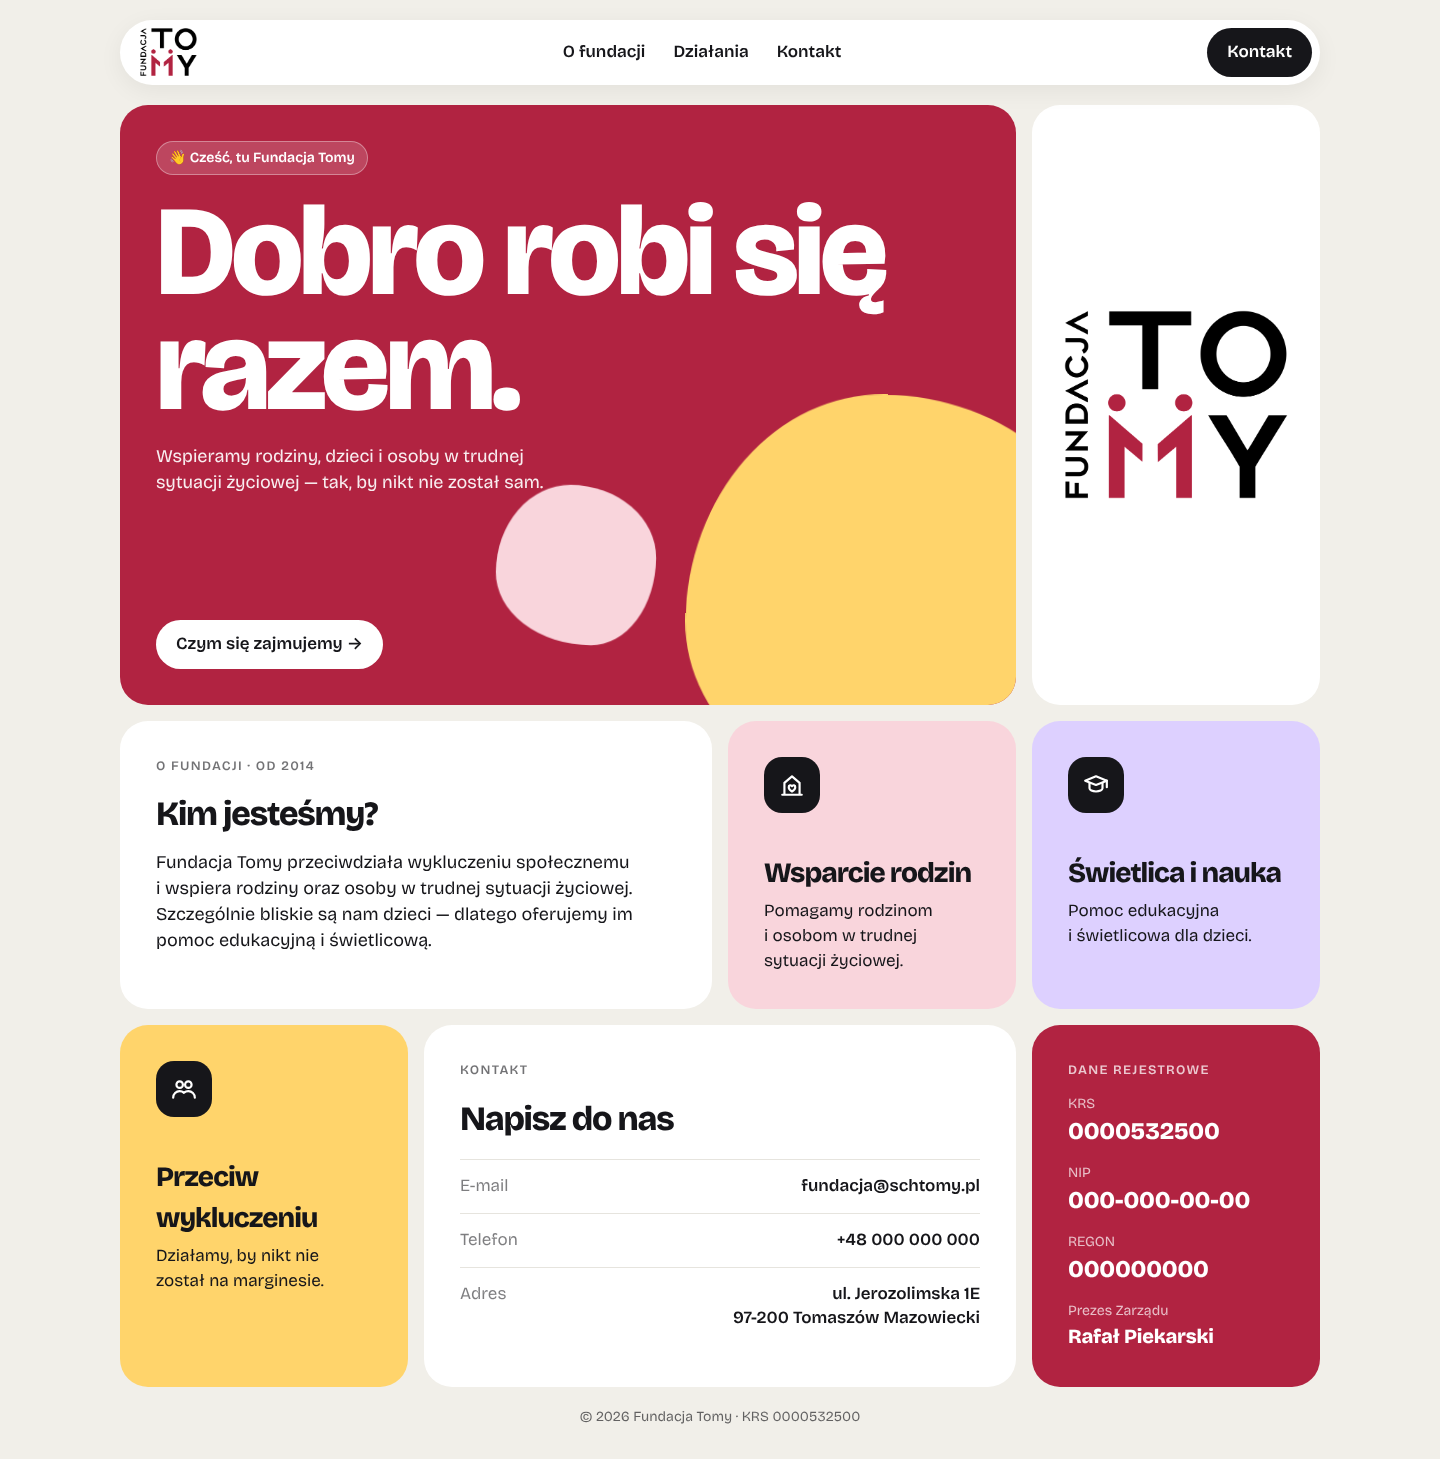 FUNDACJA
TO
MY
O fundacji
Działania
Kontakt
Kontakt
👋 Cześć, tu Fundacja Tomy
Dobro robi się
razem.
Wspieramy rodziny, dzieci i osoby w trudnej
sytuacji życiowej — tak, by nikt nie został sam.
Czym się zajmujemy →
FUNDACJA
TO
MY
O FUNDACJI · OD 2014
Kim jesteśmy?
Fundacja Tomy przeciwdziała wykluczeniu społecznemu
i wspiera rodziny oraz osoby w trudnej sytuacji życiowej.
Szczególnie bliskie są nam dzieci — dlatego oferujemy im
pomoc edukacyjną i świetlicową.
Wsparcie rodzin
Pomagamy rodzinom
i osobom w trudnej
sytuacji życiowej.
Świetlica i nauka
Pomoc edukacyjna
i świetlicowa dla dzieci.
Przeciw
wykluczeniu
Działamy, by nikt nie
został na marginesie.
KONTAKT
Napisz do nas
E-mail fundacja@schtomy.pl
Telefon +48 000 000 000
Adres ul. Jerozolimska 1E
97-200 Tomaszów Mazowiecki
DANE REJESTROWE
KRS
0000532500
NIP
000-000-00-00
REGON
000000000
Prezes Zarządu
Rafał Piekarski
© 2026 Fundacja Tomy · KRS 0000532500